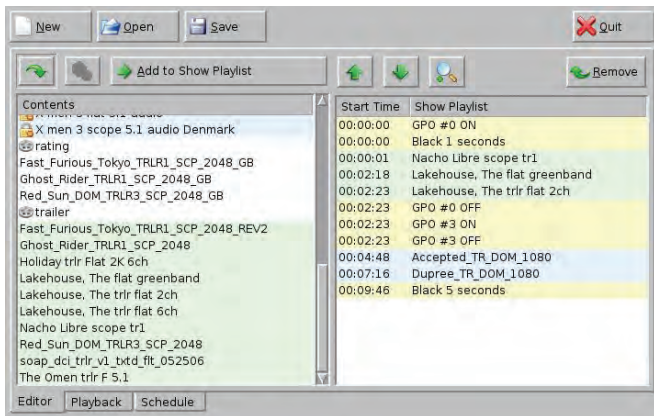 New Open Save Quit
Add to Show Playlist Remove
Contents
X men 3 flat 5.1 audio
X men 3 scope 5.1 audio Denmark
rating
Fast_Furious_Tokyo_TRLR1_SCP_2048_GB
Ghost_Rider_TRLR1_SCP_2048_GB
Red_Sun_DOM_TRLR3_SCP_2048_GB
trailer
Fast_Furious_Tokyo_TRLR1_SCP_2048_REV2
Ghost_Rider_TRLR1_SCP_2048
Holiday trlr Flat 2K 6ch
Lakehouse, The flat greenband
Lakehouse, The trlr flat 2ch
Lakehouse, The trlr flat 6ch
Nacho Libre scope tr1
Red_Sun_DOM_TRLR3_SCP_2048
soap_dci_trlr_v1_txtd_flt_052506
The Omen trlr F 5.1
Start Time Show Playlist
00:00:00 GPO #0 ON
00:00:00 Black 1 seconds
00:00:01 Nacho Libre scope tr1
00:02:18 Lakehouse, The flat greenband
00:02:23 Lakehouse, The trlr flat 2ch
00:02:23 GPO #0 OFF
00:02:23 GPO #3 ON
00:02:23 GPO #3 OFF
00:04:48 Accepted_TR_DOM_1080
00:07:16 Dupree_TR_DOM_1080
00:09:46 Black 5 seconds
Editor Playback Schedule